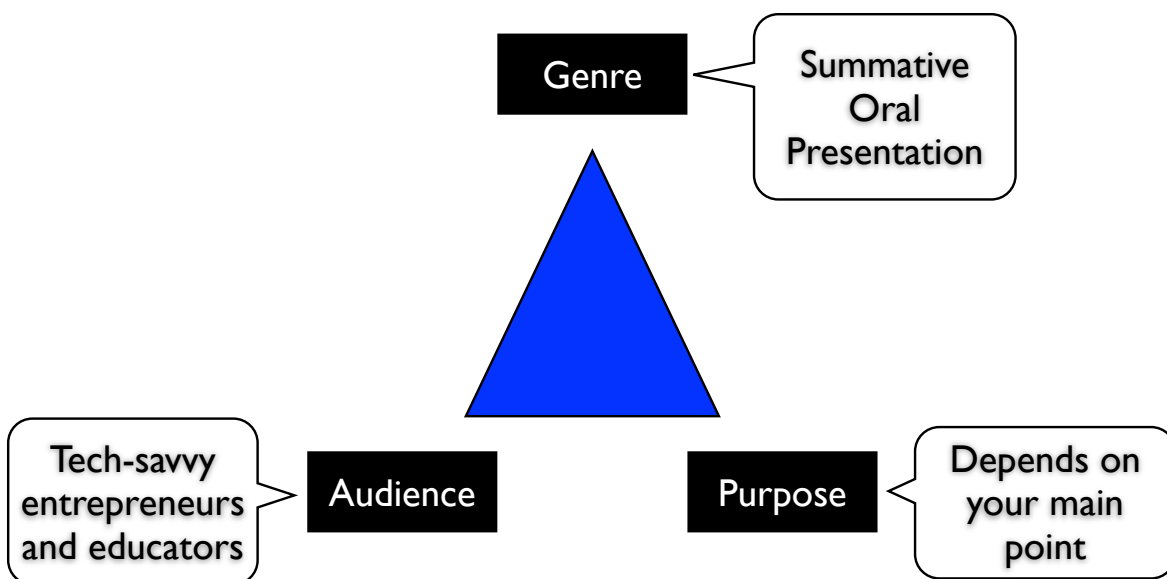 Genre
Summative
Oral
Presentation
Tech-savvy
entrepreneurs
and educators
Audience
Purpose
Depends on
your main
point